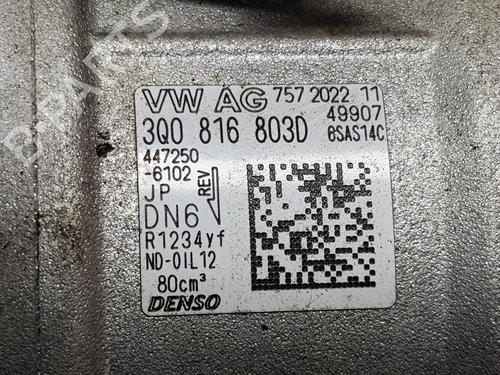 VW AG 757 2022 11
49907
3Q0 816 803D 6SAS14C
447250
-6102
JP REV
DN6
R1234yf
ND-OIL12
80cm³
DENSO
B-PARTS